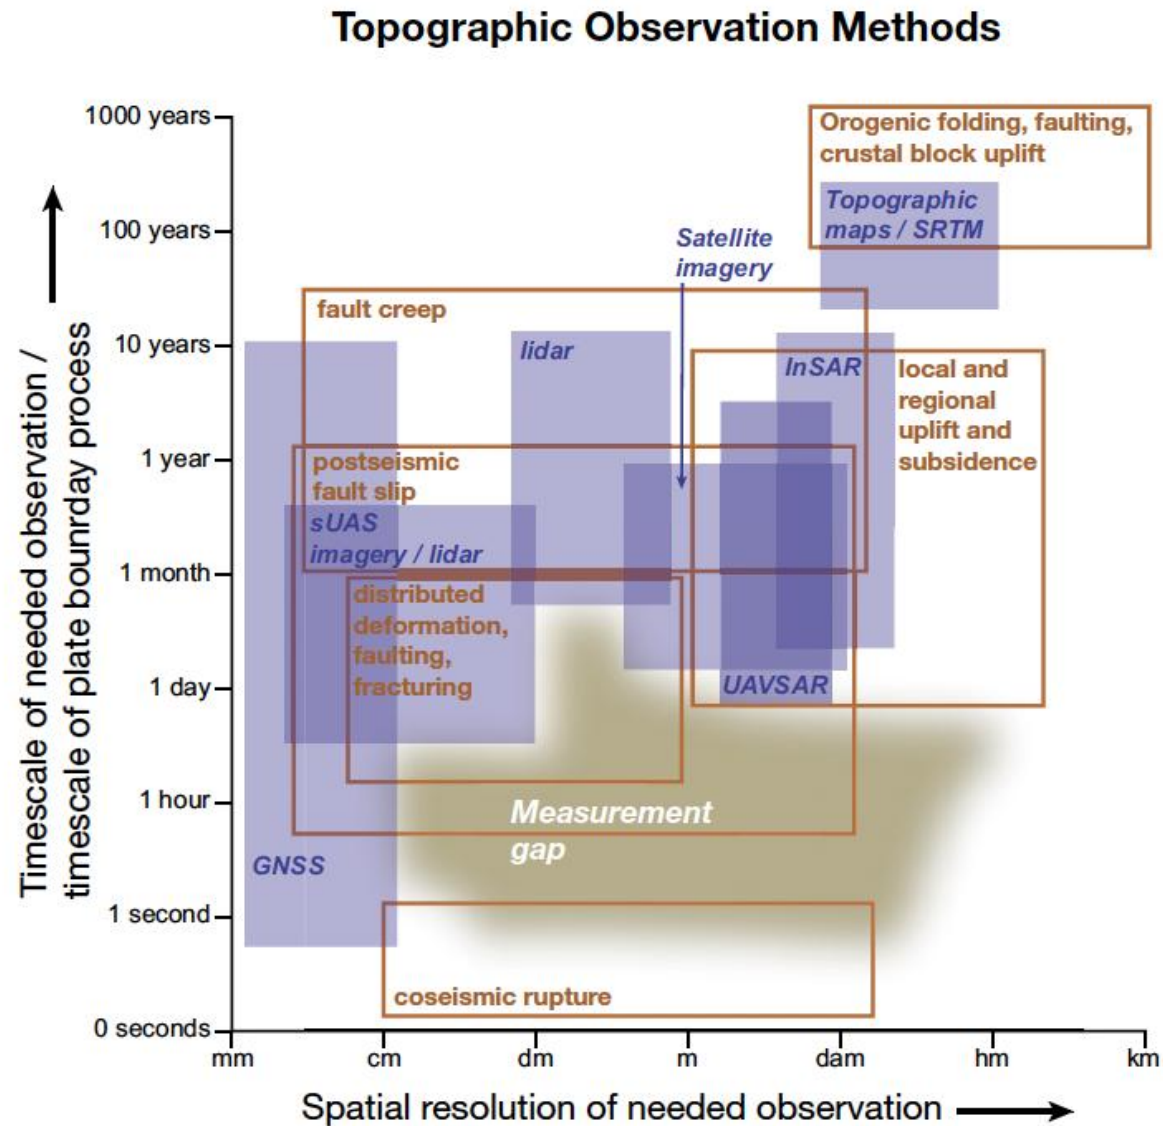 Topographic Observation Methods
1000 years
100 years
10 years
1 year
1 month
1 day
1 hour
1 second
0 seconds
Timescale of needed observation /
timescale of plate bounrday process
Orogenic folding, faulting,
crustal block uplift
Topographic
maps / SRTM
Satellite
imagery
fault creep
lidar
InSAR
local and
regional
uplift and
subsidence
postseismic
fault slip
sUAS
imagery / lidar
distributed
deformation,
faulting,
fracturing
UAVSAR
Measurement
gap
GNSS
coseismic rupture
mm
cm
dm
m
dam
hm
km
Spatial resolution of needed observation